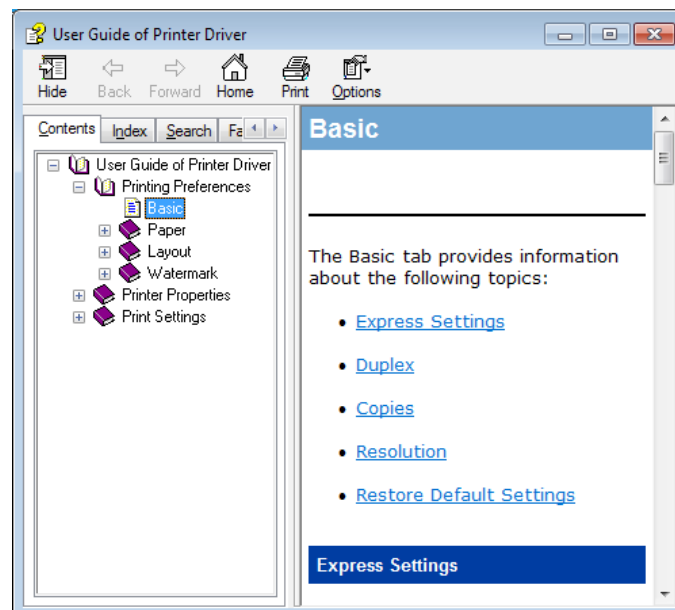 User Guide of Printer Driver
Hide Back Forward Home Print Options
Contents Index Search Fa
User Guide of Printer Driver
Printing Preferences
Basic
Paper
Layout
Watermark
Printer Properties
Print Settings
Basic
The Basic tab provides information
about the following topics:
• Express Settings
• Duplex
• Copies
• Resolution
• Restore Default Settings
Express Settings